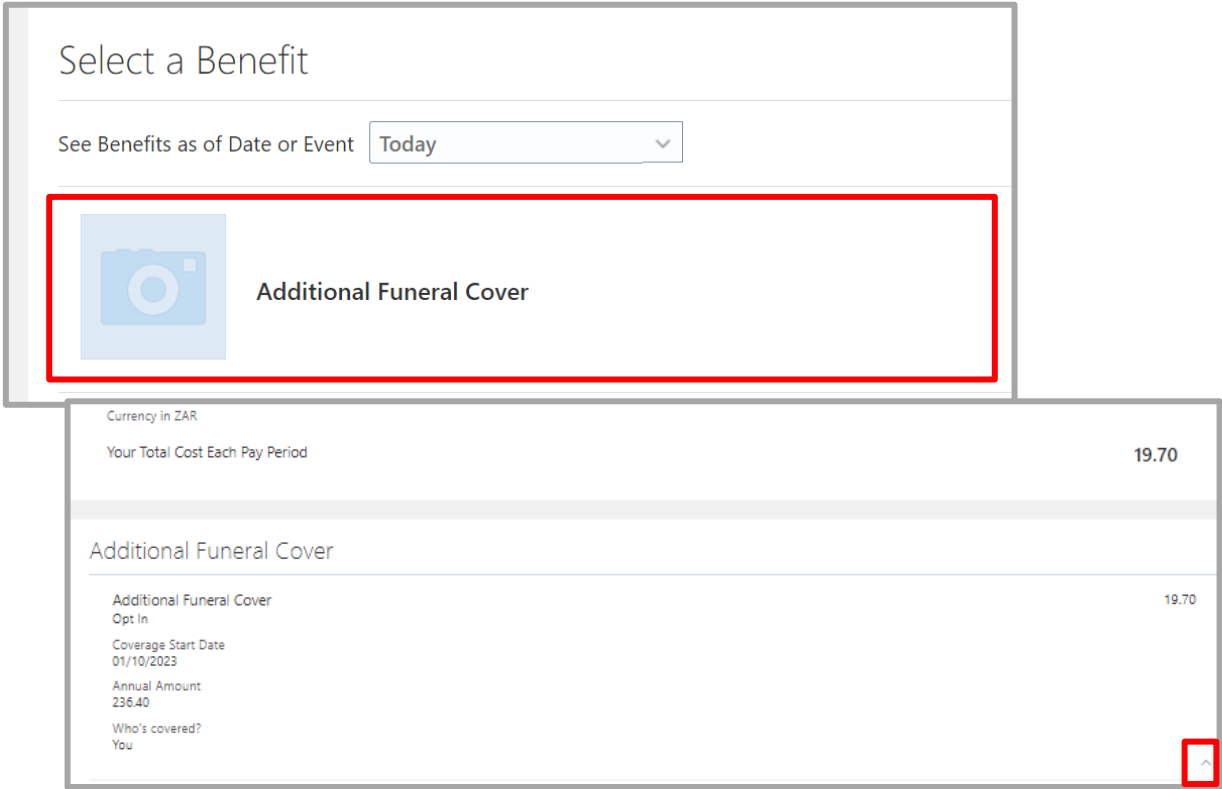 Select a Benefit
See Benefits as of Date or Event Today
Additional Funeral Cover
Currency in ZAR
Your Total Cost Each Pay Period 19.70
Additional Funeral Cover
Additional Funeral Cover 19.70
Opt In
Coverage Start Date
01/10/2023
Annual Amount
236.40
Who's covered?
You